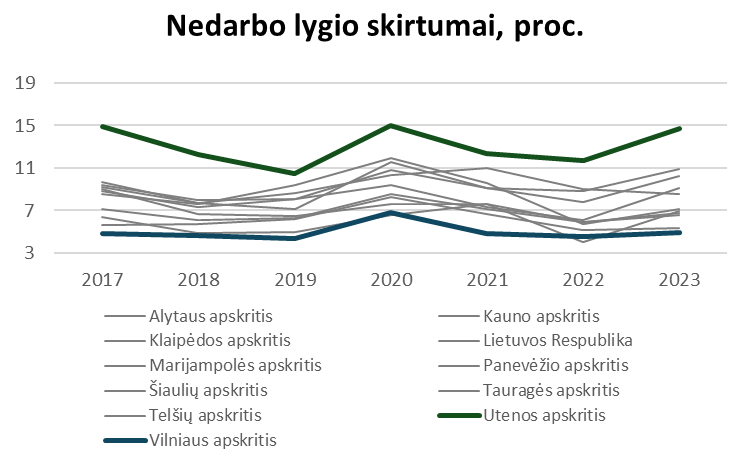 Nedarbo lygio skirtumai, proc.
19
15
11
7
3
2017 2018 2019 2020 2021 2022 2023
Alytaus apskritis Kauno apskritis
Klaipėdos apskritis Lietuvos Respublika
Marijampolės apskritis Panevėžio apskritis
Šiaulių apskritis Tauragės apskritis
Telšių apskritis Utenos apskritis
Vilniaus apskritis